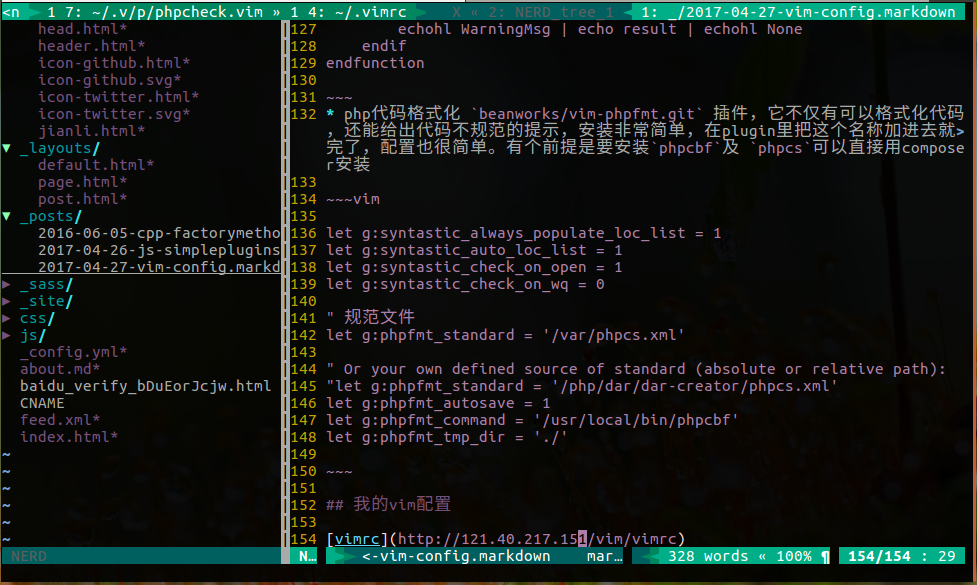 <n 1 7: ~/.v/p/phpcheck.vim » 1 4: ~/.vimrc X « 2: NERD_tree_1 1: _/2017-04-27-vim-config.markdown
head.html*
header.html*
icon-github.html*
icon-github.svg*
icon-twitter.html*
icon-twitter.svg*
jianli.html*
▼ _layouts/
default.html*
page.html*
post.html*
▼ _posts/
2016-06-05-cpp-factorymetho
2017-04-26-js-simpleplugins
2017-04-27-vim-config.markd
▶ _sass/
▶ _site/
▶ css/
▶ js/
_config.yml*
about.md*
baidu_verify_bDuEorJcjw.html
CNAME
feed.xml*
index.html*
~
~
~
~
~
~
NERD
127 echohl WarningMsg | echo result | echohl None
128 endif
129 endfunction
130
131 ~~~
132 * php代码格式化 `beanworks/vim-phpfmt.git` 插件，它不仅有可以格式化代码
，还能给出代码不规范的提示，安装非常简单，在plugin里把这个名称加进去就>
完了，配置也很简单。有个前提是要安装`phpcbf`及 `phpcs`可以直接用compose
r安装
133
134 ~~~vim
135
136 let g:syntastic_always_populate_loc_list = 1
137 let g:syntastic_auto_loc_list = 1
138 let g:syntastic_check_on_open = 1
139 let g:syntastic_check_on_wq = 0
140
141 " 规范文件
142 let g:phpfmt_standard = '/var/phpcs.xml'
143
144 " Or your own defined source of standard (absolute or relative path):
145 "let g:phpfmt_standard = '/php/dar/dar-creator/phpcs.xml'
146 let g:phpfmt_autosave = 1
147 let g:phpfmt_command = '/usr/local/bin/phpcbf'
148 let g:phpfmt_tmp_dir = './'
149
150 ~~~
151
152 ## 我的vim配置
153
154 [vimrc](http://121.40.217.151/vim/vimrc)
N… <-vim-config.markdown mar… 328 words « 100% ¶ 154/154 : 29